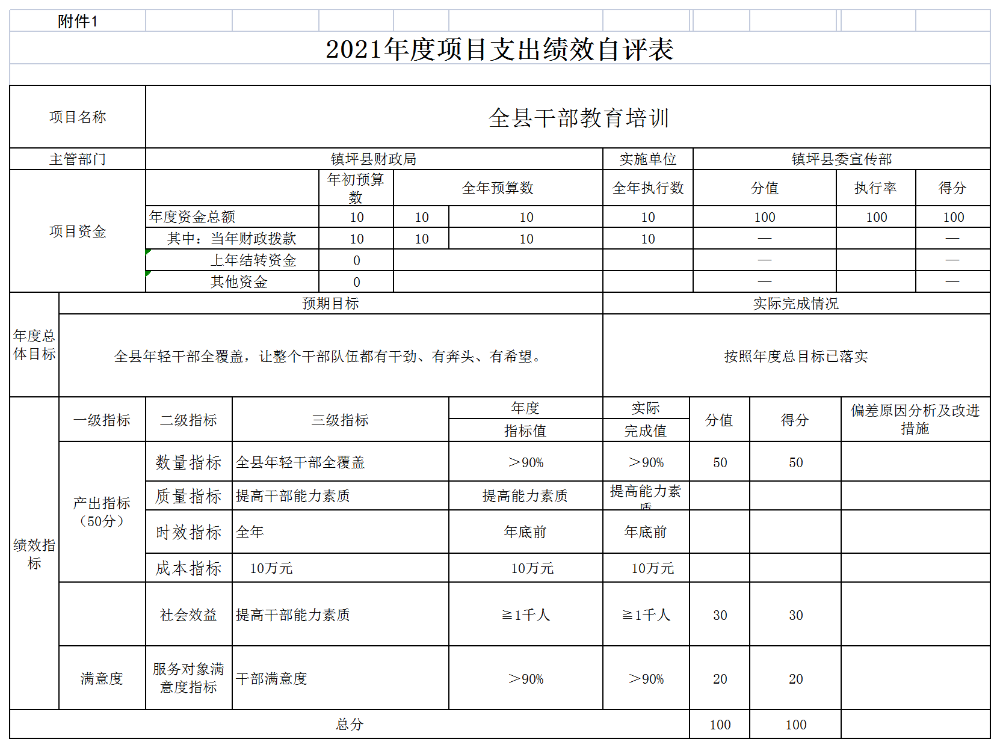 附件1
2021年度项目支出绩效自评表
项目名称 全县干部教育培训
主管部门 镇坪县财政局 实施单位 镇坪县委宣传部
项目资金 年初预算数 全年预算数 全年执行数 分值 执行率 得分
年度资金总额 10 10 10 10 100 100 100
其中：当年财政拨款 10 10 10 10 — —
上年结转资金 0 — —
其他资金 0 — —
年度总体目标 预期目标 实际完成情况
全县年轻干部全覆盖，让整个干部队伍都有干劲、有奔头、有希望。 按照年度总目标已落实
绩效指标 一级指标 二级指标 三级指标 年度指标值 实际完成值 分值 得分 偏差原因分析及改进措施
产出指标（50分） 数量指标 全县年轻干部全覆盖 ＞90% ＞90% 50 50
质量指标 提高干部能力素质 提高能力素质 提高能力素质
时效指标 全年 年底前 年底前
成本指标 10万元 10万元 10万元
社会效益 提高干部能力素质 ≧1千人 ≧1千人 30 30
满意度 服务对象满意度指标 干部满意度 ＞90% ＞90% 20 20
总分 100 100